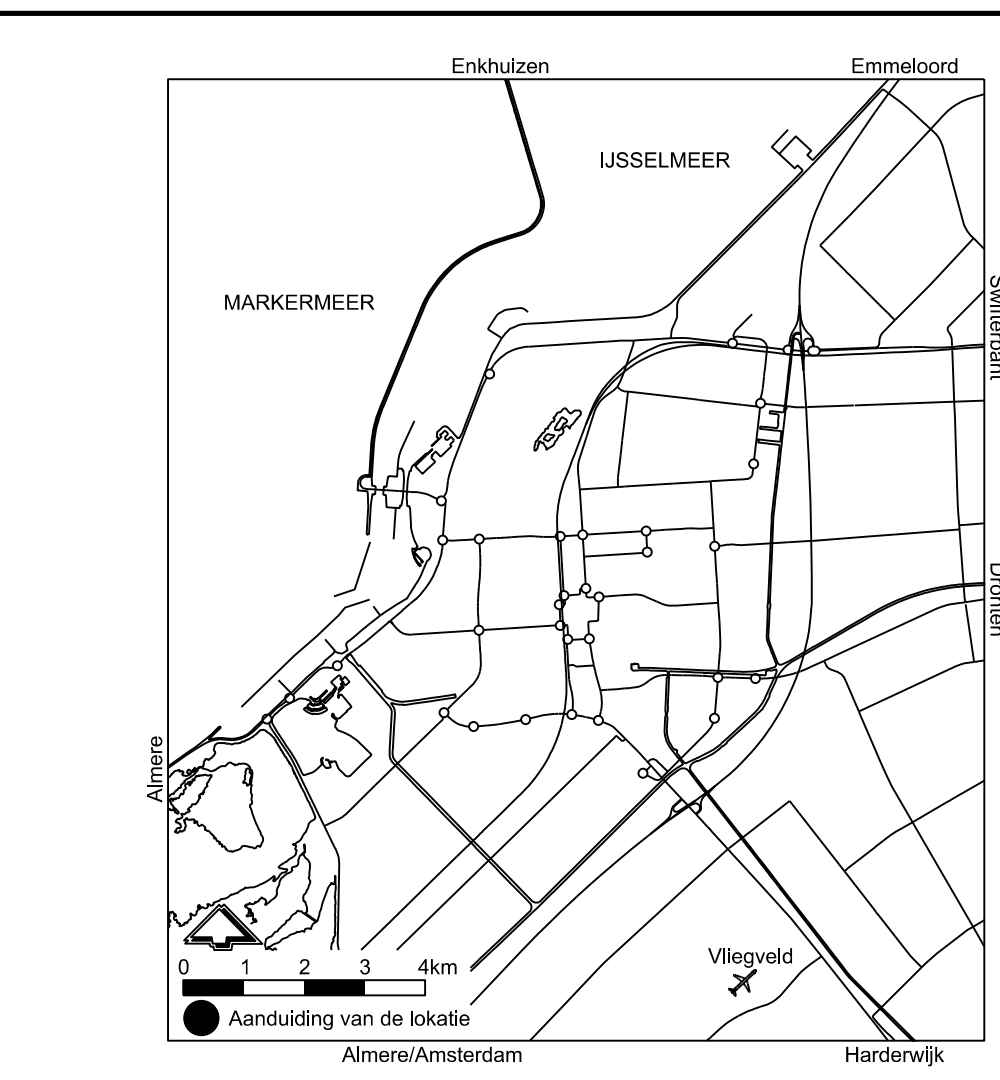 Enkhuizen
Emmeloord
IJSSELMEER
MARKERMEER
Swifterbant
Dronten
Almere
Vliegveld
0 1 2 3 4km
Aanduiding van de lokatie
Almere/Amsterdam
Harderwijk